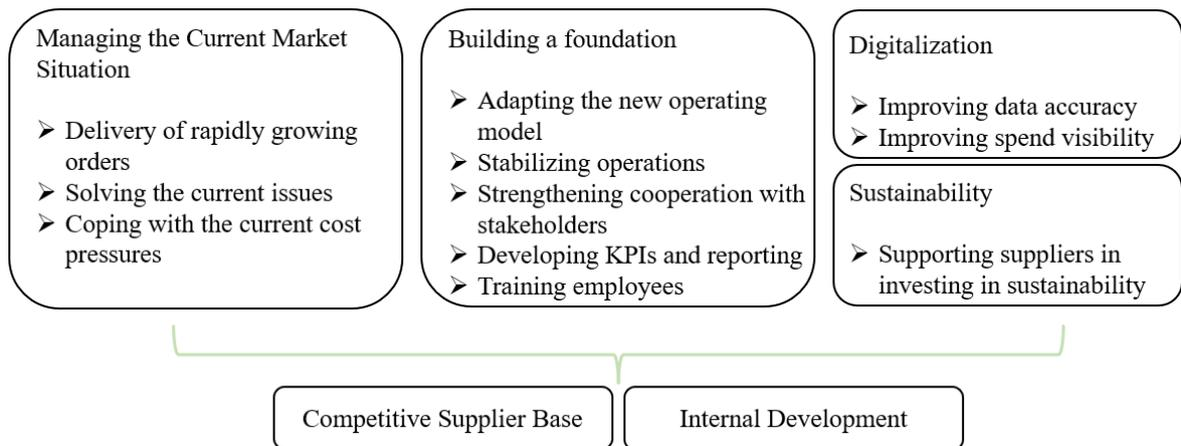 Managing the Current Market
Situation
➢ Delivery of rapidly growing
orders
➢ Solving the current issues
➢ Coping with the current cost
pressures
Building a foundation
➢ Adapting the new operating
model
➢ Stabilizing operations
➢ Strengthening cooperation with
stakeholders
➢ Developing KPIs and reporting
➢ Training employees
Digitalization
➢ Improving data accuracy
➢ Improving spend visibility
Sustainability
➢ Supporting suppliers in
investing in sustainability
Competitive Supplier Base
Internal Development